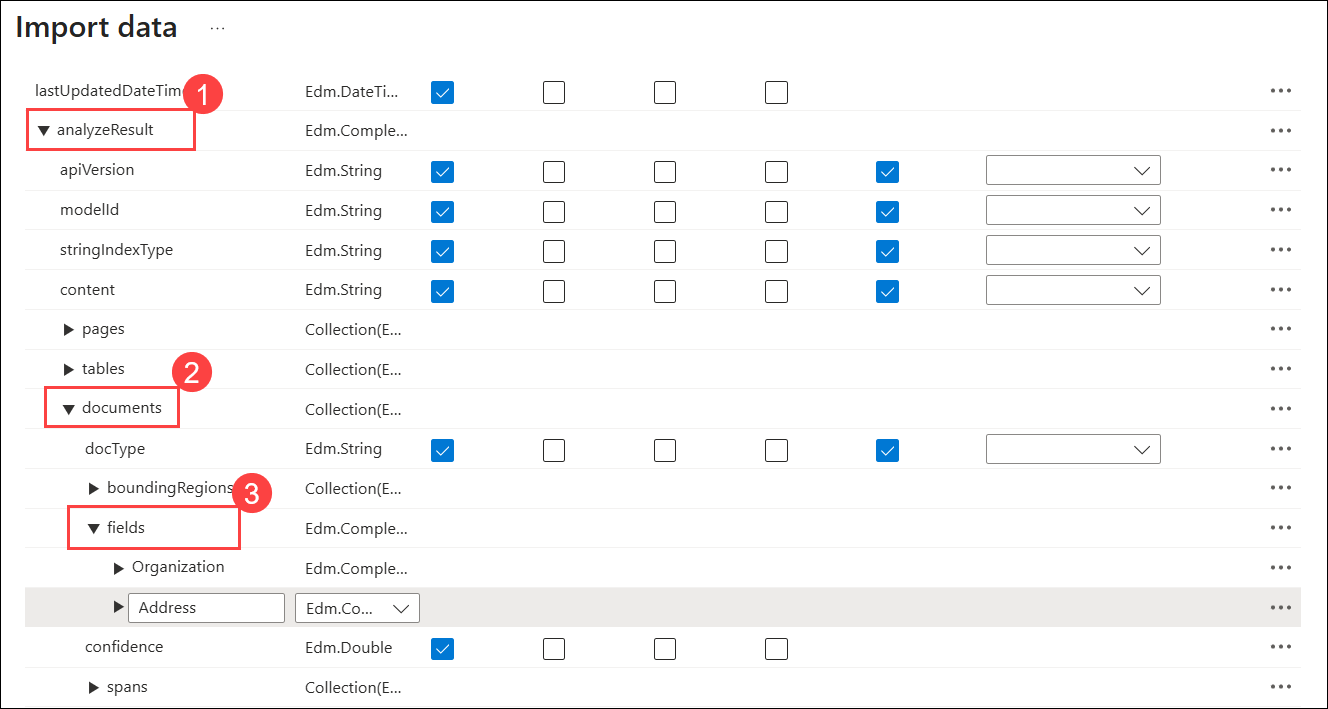 Import data ...
lastUpdatedDateTim Edm.DateTi... •••
1
analyzeResult Edm.Comple... •••
apiVersion Edm.String •••
modelId Edm.String •••
stringIndexType Edm.String •••
content Edm.String •••
pages Collection(E... •••
tables Collection(E... •••
2
documents Collection(E... •••
docType Edm.String •••
boundingRegions Collection(E... •••
3
fields Edm.Comple... •••
Organization Edm.Comple... •••
Address Edm.Co... •••
confidence Edm.Double •••
spans Collection(E... •••